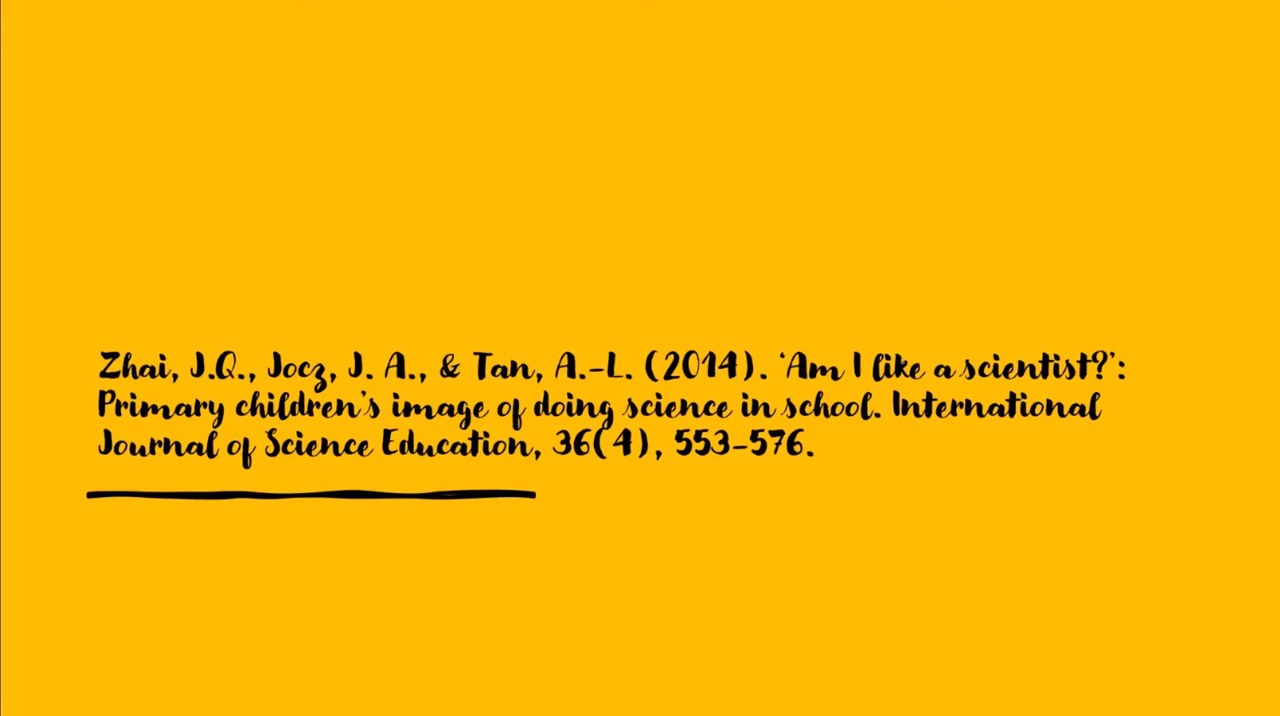 Zhai, J.Q., Jocz, J. A., & Tan, A.-L. (2014). ‘Am I like a scientist?’:
Primary children’s image of doing science in school. International
Journal of Science Education, 36(4), 553-576.